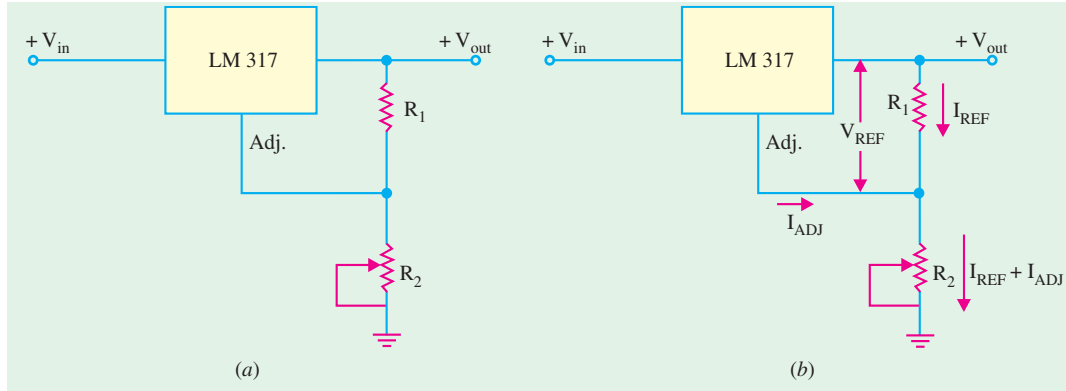 + V_in
LM 317
+ V_out
R_1
Adj.
R_2
(a)
+ V_in
LM 317
+ V_out
R_1
I_REF
V_REF
Adj.
I_ADJ
R_2
I_REF + I_ADJ
(b)